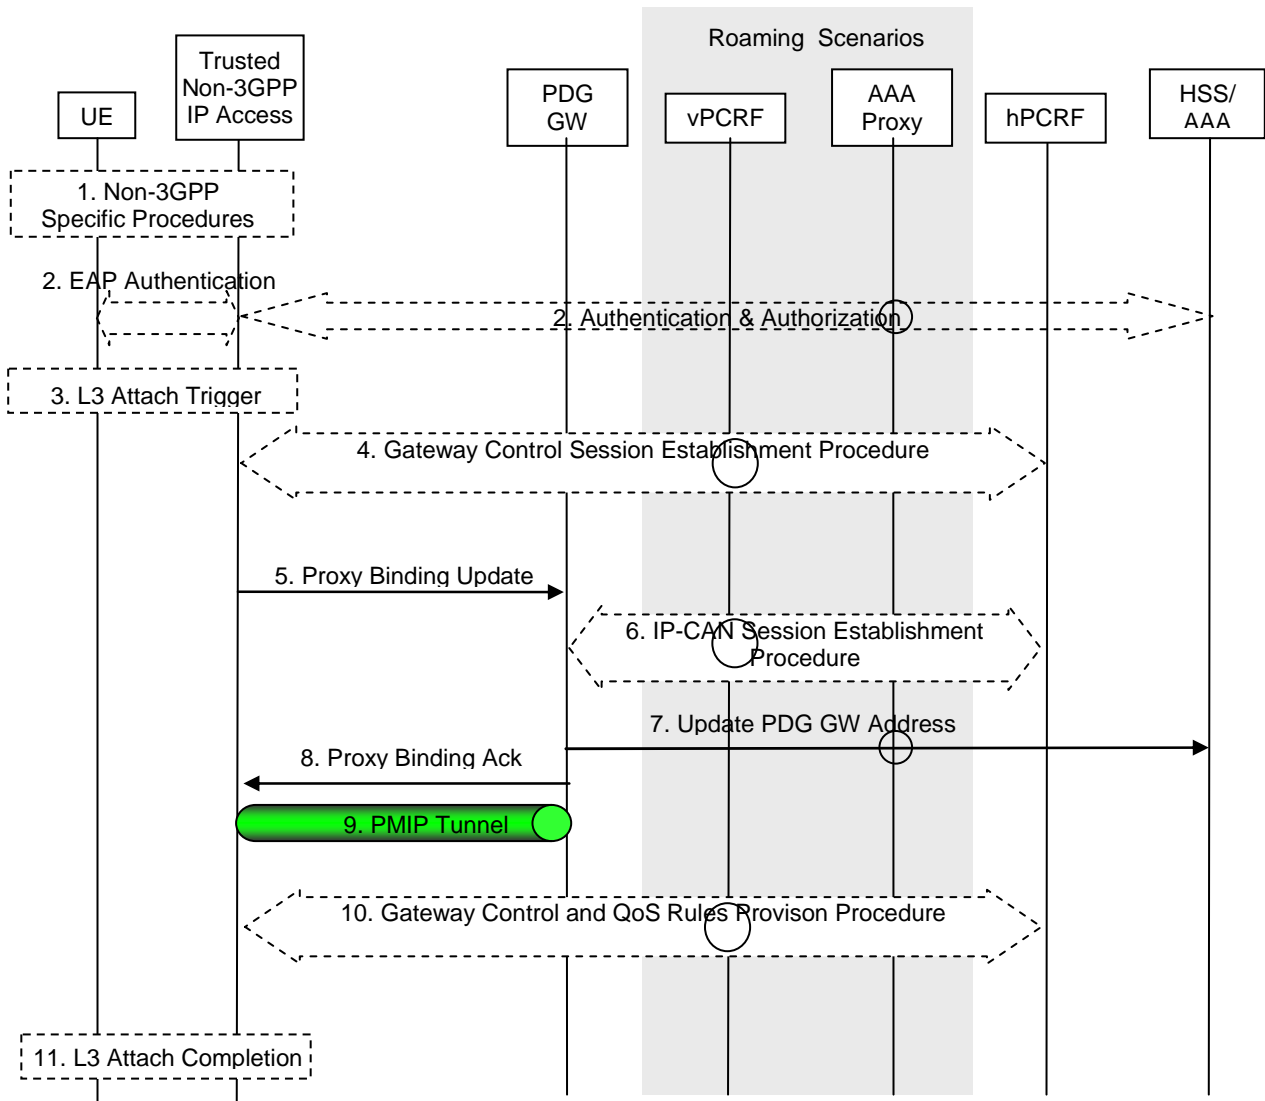 Roaming Scenarios
UE
Trusted
Non-3GPP
IP Access
PDG
GW
vPCRF
AAA
Proxy
hPCRF
HSS/
AAA
1. Non-3GPP
Specific Procedures
2. EAP Authentication
2. Authentication & Authorization
3. L3 Attach Trigger
4. Gateway Control Session Establishment Procedure
5. Proxy Binding Update
6. IP-CAN Session Establishment
Procedure
7. Update PDG GW Address
8. Proxy Binding Ack
9. PMIP Tunnel
10. Gateway Control and QoS Rules Provison Procedure
11. L3 Attach Completion